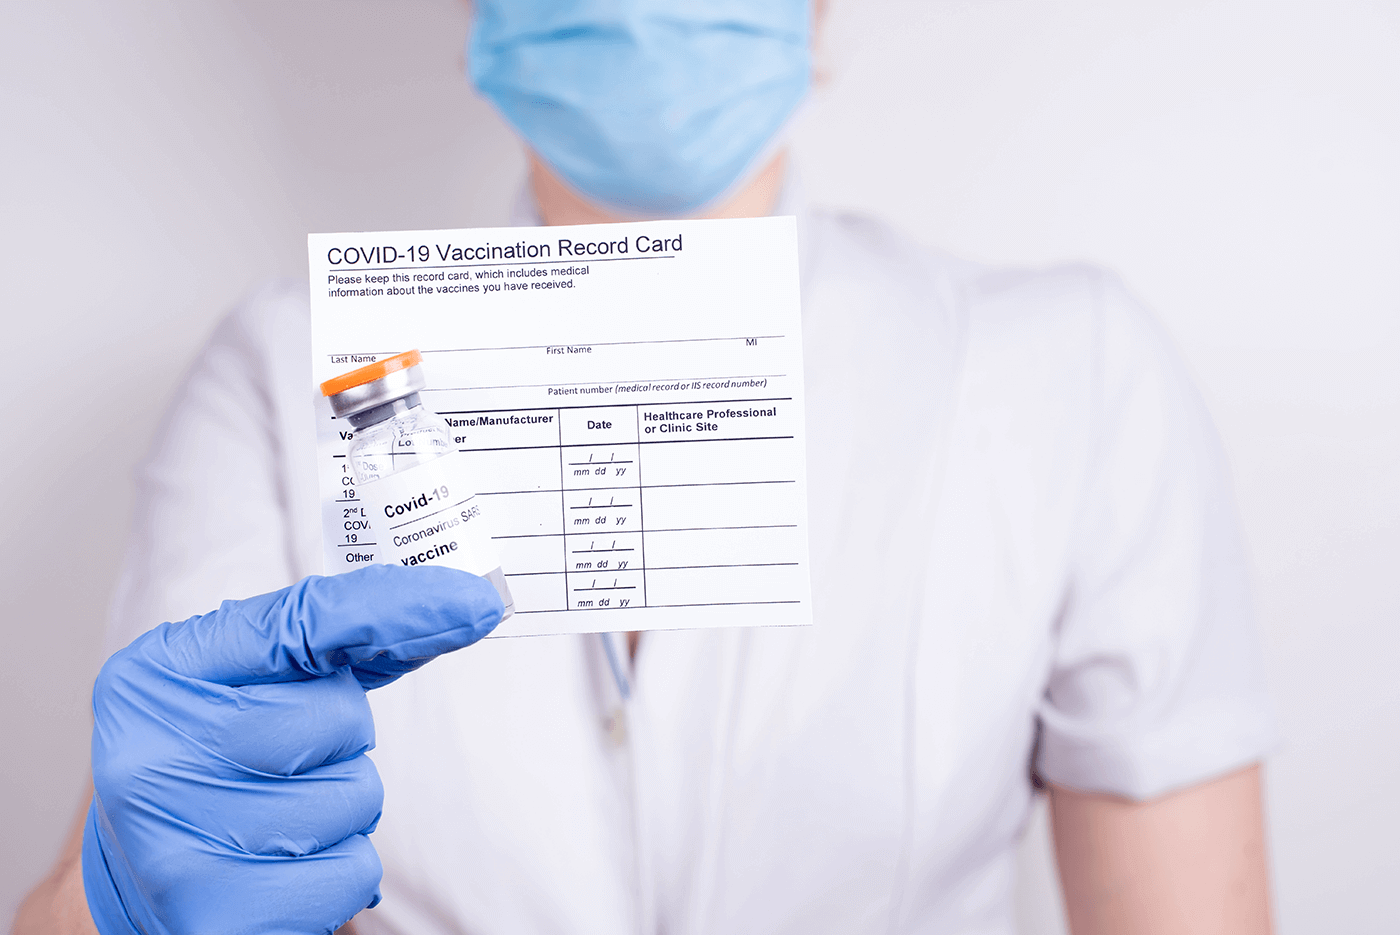 COVID-19 Vaccination Record Card
Please keep this record card, which includes medical
information about the vaccines you have received.
Last Name First Name MI
Patient number (medical record or IIS record number)
Name/Manufacturer Date Healthcare Professional
or Clinic Site
/ /
mm dd yy
19
2nd
/ /
mm dd yy
19
Other
/ /
mm dd yy
/ /
mm dd yy
Covid-19
Coronavirus SARS
vaccine